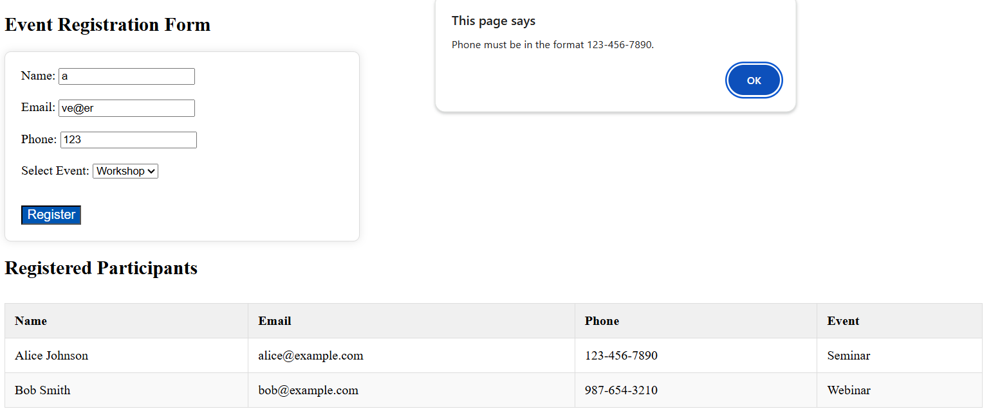 Event Registration Form
This page says
Phone must be in the format 123-456-7890.
OK
Name: a
Email: ve@er
Phone: 123
Select Event: Workshop
Register
Registered Participants
Name Email Phone Event
Alice Johnson alice@example.com 123-456-7890 Seminar
Bob Smith bob@example.com 987-654-3210 Webinar